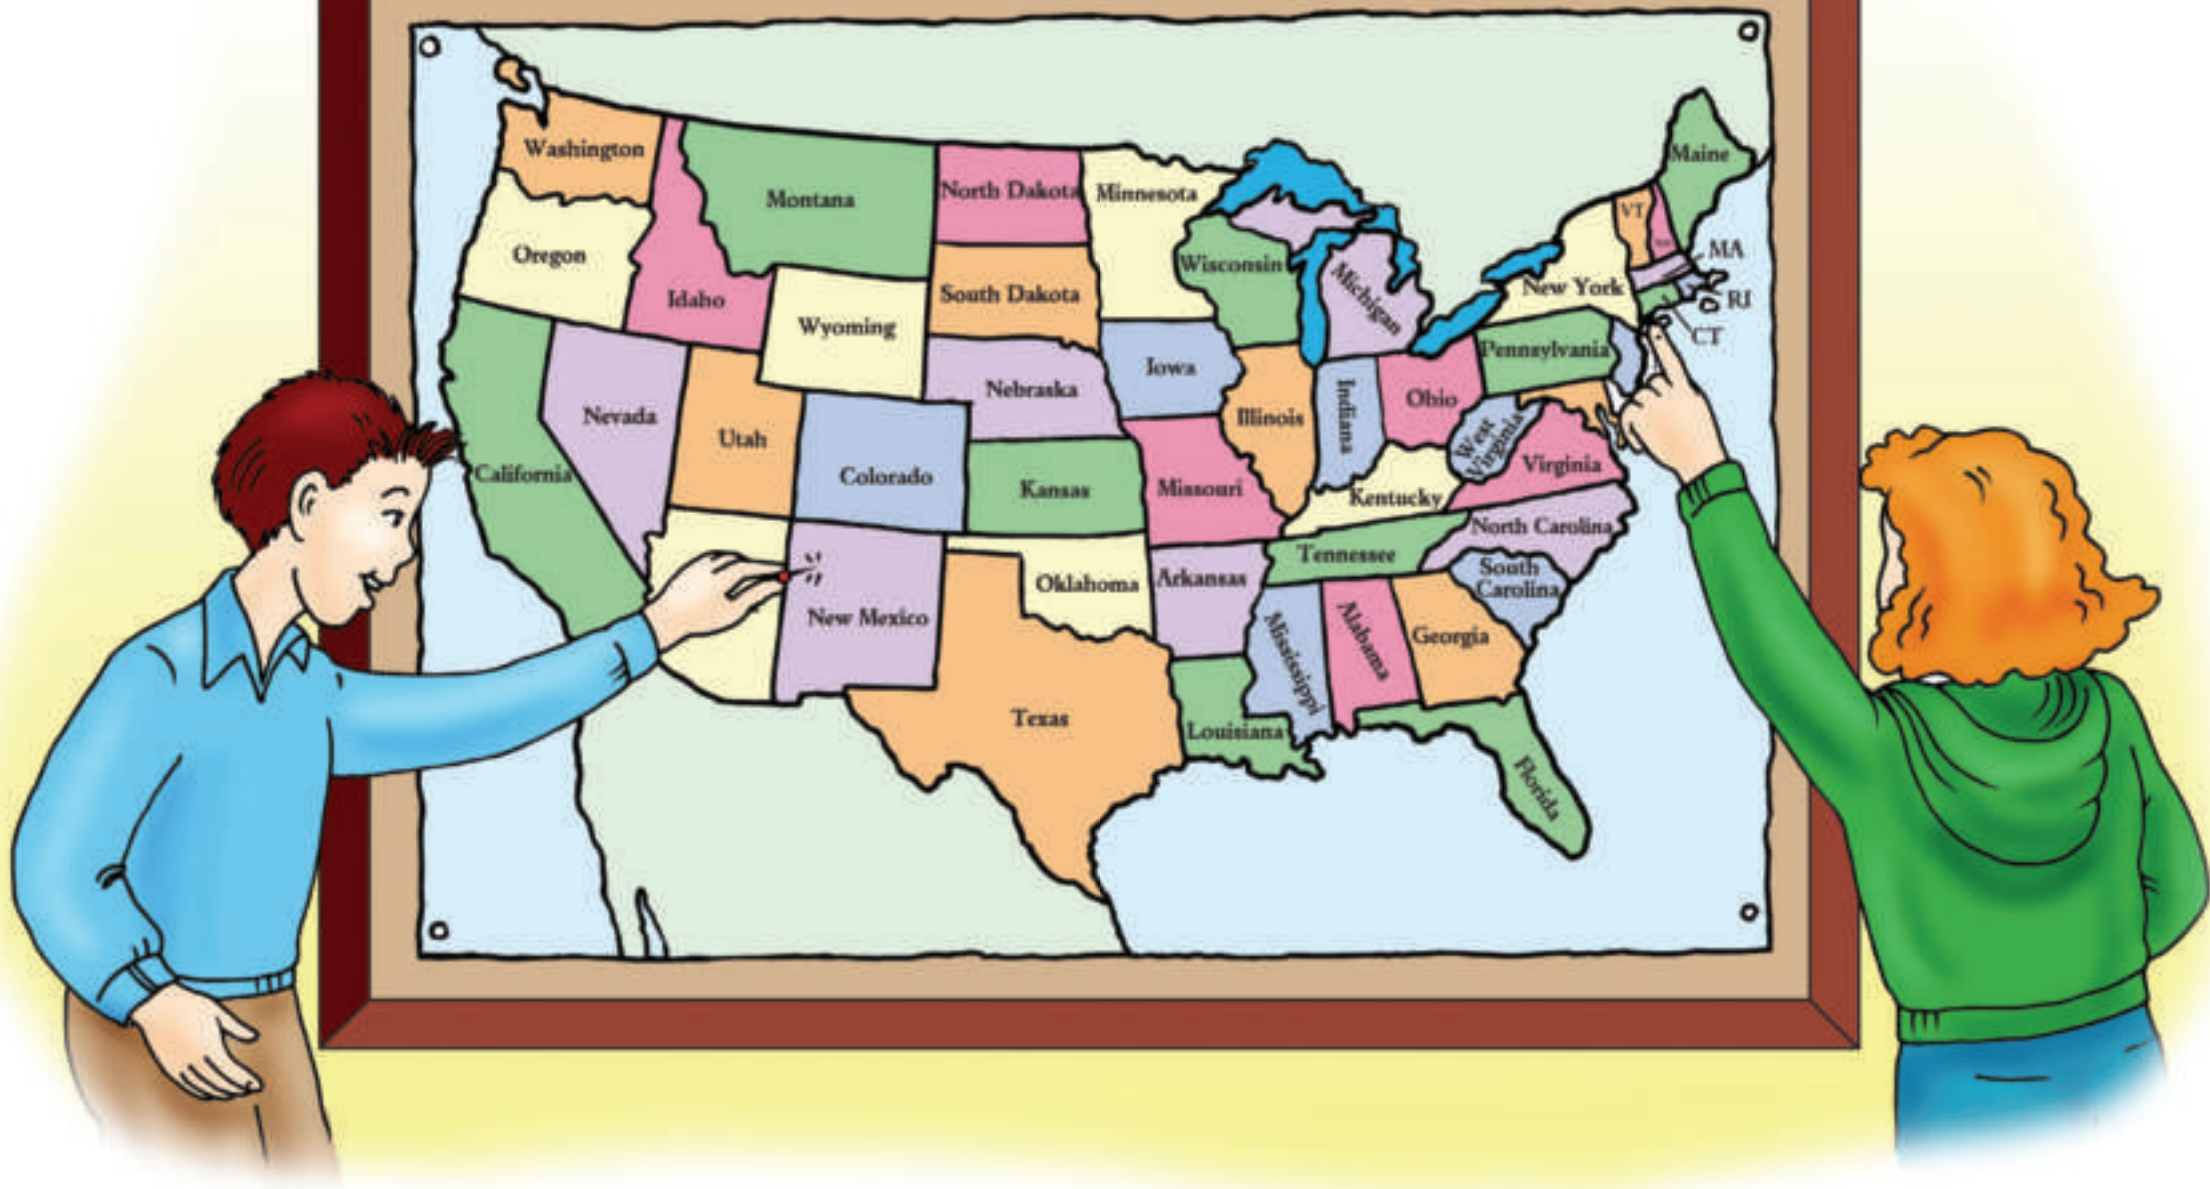 Washington
Montana
North Dakota
Minnesota
Maine
VT
MA
Oregon
Idaho
Wisconsin
Michigan
New York
RI
South Dakota
Wyoming
CT
Pennsylvania
Iowa
Nebraska
Nevada
Utah
Illinois
Indiana
Ohio
West
Virginia
Virginia
California
Colorado
Kansas
Missouri
Kentucky
North Carolina
Tennessee
South
Carolina
Oklahoma
Arkansas
New Mexico
Mississippi
Alabama
Georgia
Texas
Louisiana
Florida